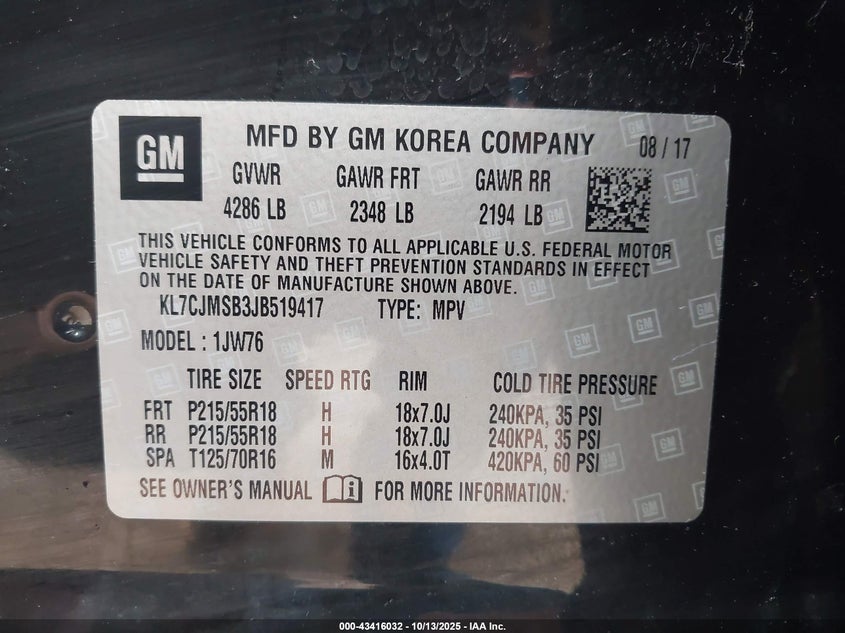 GM
MFD BY GM KOREA COMPANY 08 / 17
GVWR GAWR FRT GAWR RR
4286 LB 2348 LB 2194 LB
THIS VEHICLE CONFORMS TO ALL APPLICABLE U.S. FEDERAL MOTOR
VEHICLE SAFETY AND THEFT PREVENTION STANDARDS IN EFFECT
ON THE DATE OF MANUFACTURE SHOWN ABOVE.
KL7CJMSB3JB519417 TYPE: MPV
MODEL : 1JW76
TIRE SIZE SPEED RTG RIM COLD TIRE PRESSURE
FRT P215/55R18 H 18x7.0J 240KPA, 35 PSI
RR P215/55R18 H 18x7.0J 240KPA, 35 PSI
SPA T125/70R16 M 16x4.0T 420KPA, 60 PSI
SEE OWNER'S MANUAL i FOR MORE INFORMATION.
000-43416032 - 10/13/2025 - IAA Inc.